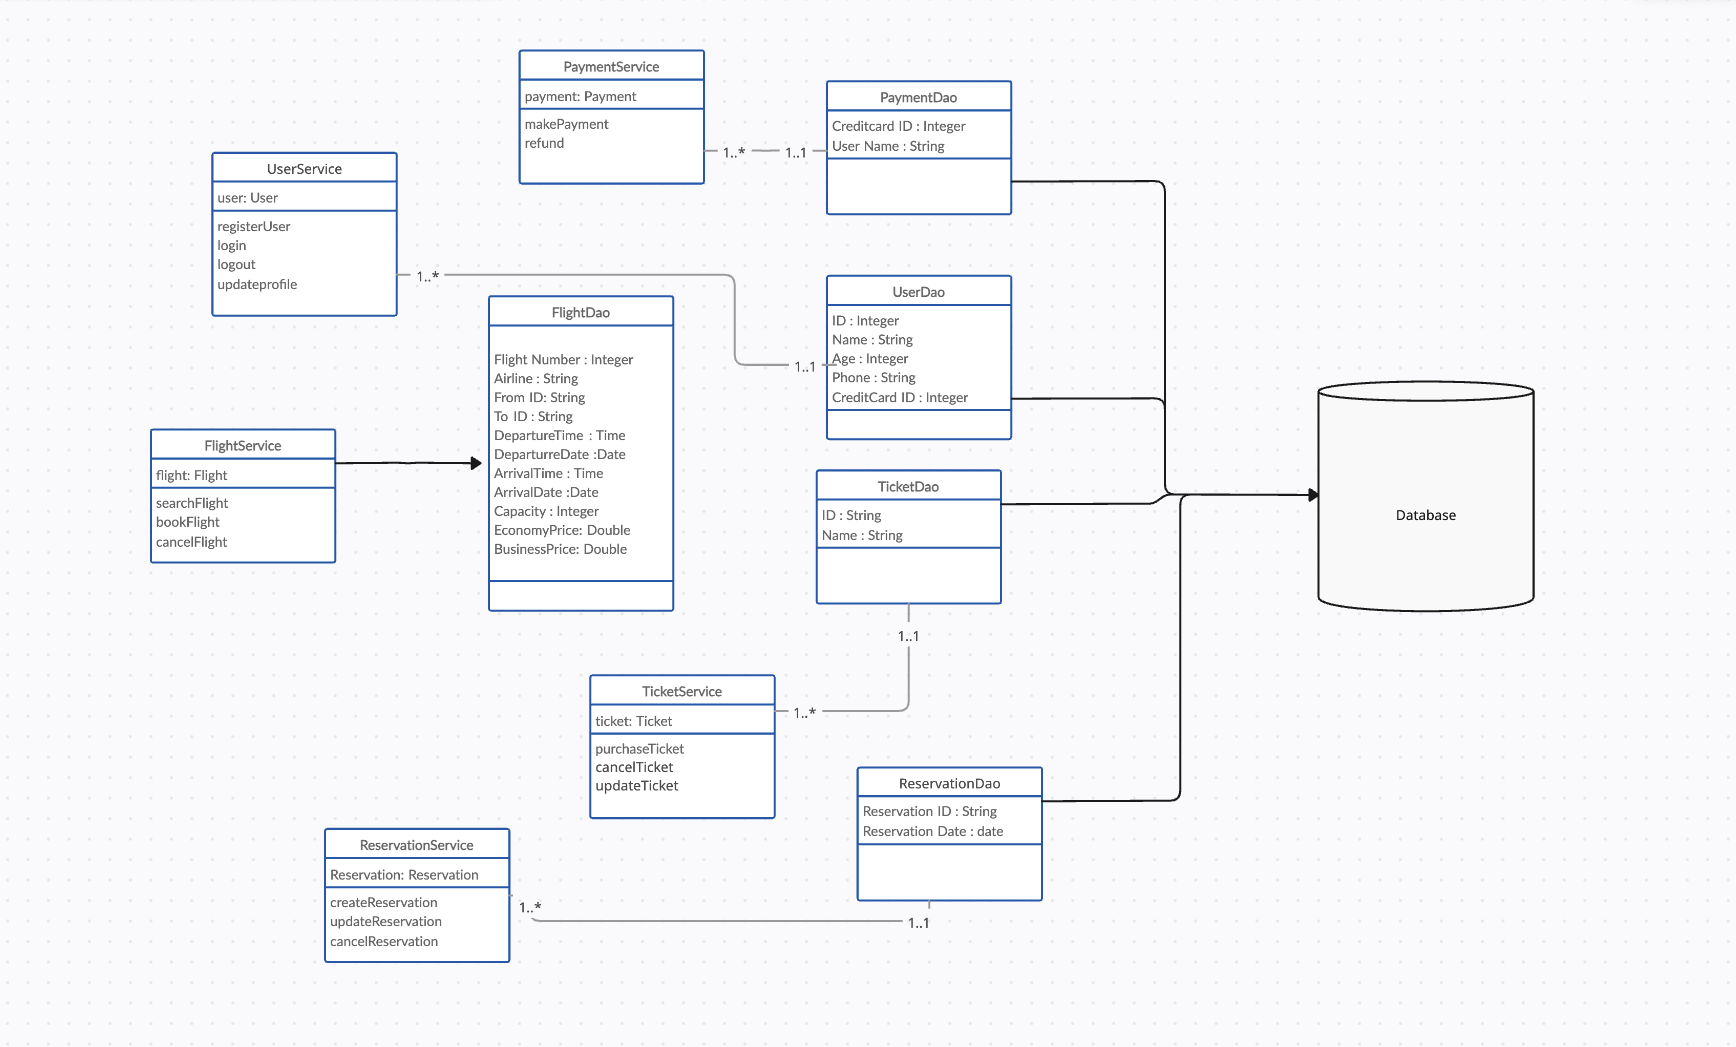 PaymentService
payment: Payment
makePayment
refund
1..*
1..1
PaymentDao
Creditcard ID : Integer
User Name : String
UserService
user: User
registerUser
login
logout
updateprofile
1..*
1..1
UserDao
ID : Integer
Name : String
Age : Integer
Phone : String
CreditCard ID : Integer
FlightDao
Flight Number : Integer
Airline : String
From ID: String
To ID : String
DepartureTime : Time
DeparturreDate :Date
ArrivalTime : Time
ArrivalDate :Date
Capacity : Integer
EconomyPrice: Double
BusinessPrice: Double
FlightService
flight: Flight
searchFlight
bookFlight
cancelFlight
TicketDao
ID : String
Name : String
Database
1..1
TicketService
ticket: Ticket
purchaseTicket
cancelTicket
updateTicket
1..*
ReservationDao
Reservation ID : String
Reservation Date : date
ReservationService
Reservation: Reservation
createReservation
updateReservation
cancelReservation
1..*
1..1